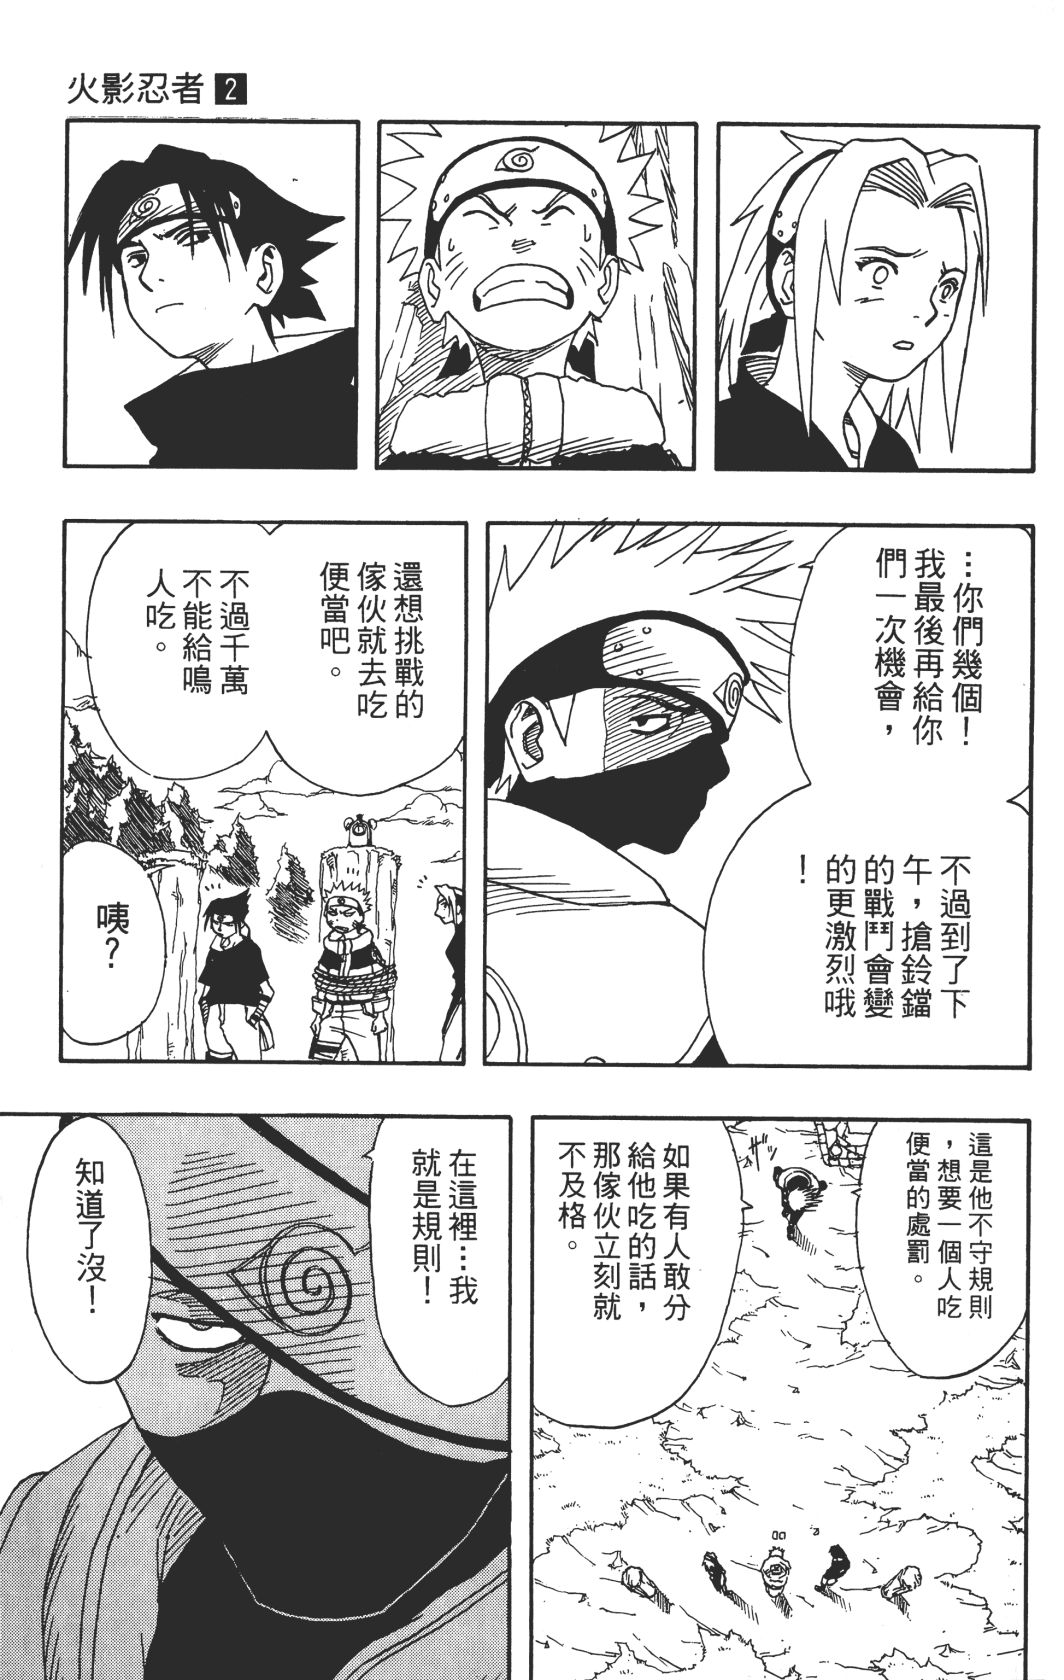 火影忍者 2
…你們幾個！
我最後再給你
們一次機會，
不過到了下
午，搶鈴鐺
的戰鬥會變
的更激烈哦
！
還想挑戰的
傢伙就去吃
便當吧。
不過千萬
不能給鳴
人吃。
咦？
這是他不守規則
，想要一個人吃
便當的處罰。
如果有人敢分
給他吃的話，
那傢伙立刻就
不及格。
在這裡…我
就是規則！
知道了沒！